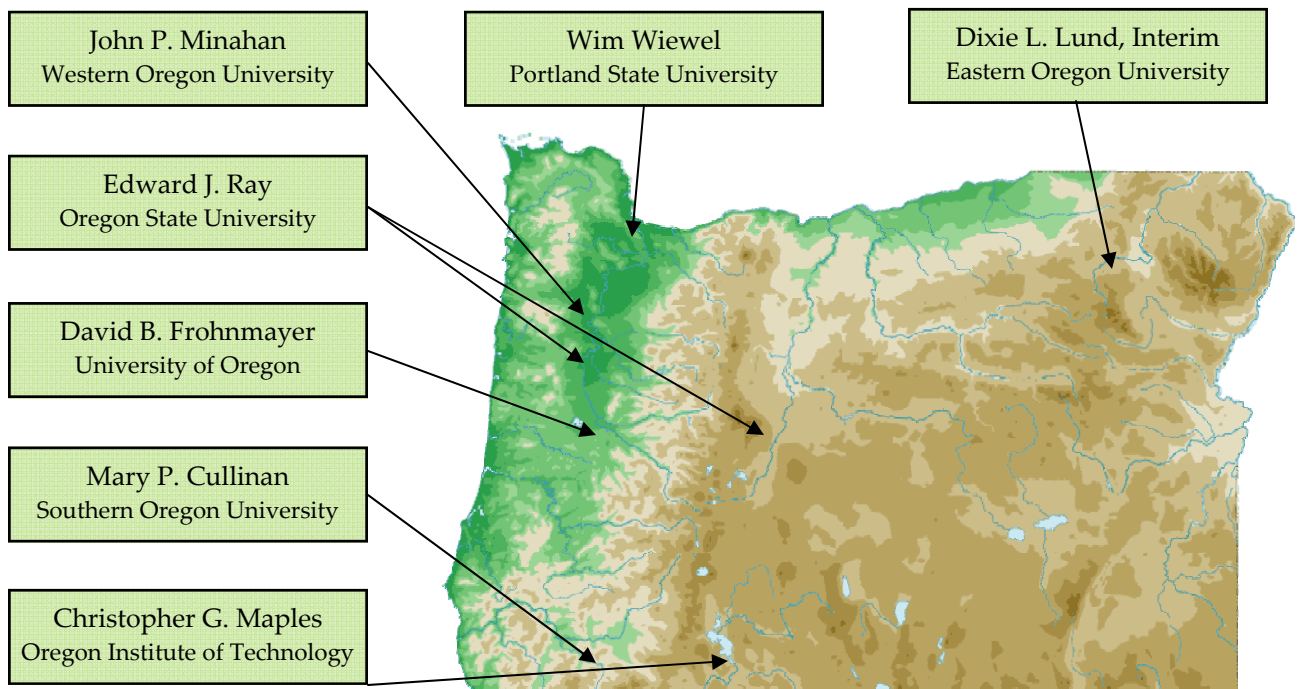 John P. Minahan
Western Oregon University
Wim Wiewel
Portland State University
Dixie L. Lund, Interim
Eastern Oregon University
Edward J. Ray
Oregon State University
David B. Frohnmayer
University of Oregon
Mary P. Cullinan
Southern Oregon University
Christopher G. Maples
Oregon Institute of Technology